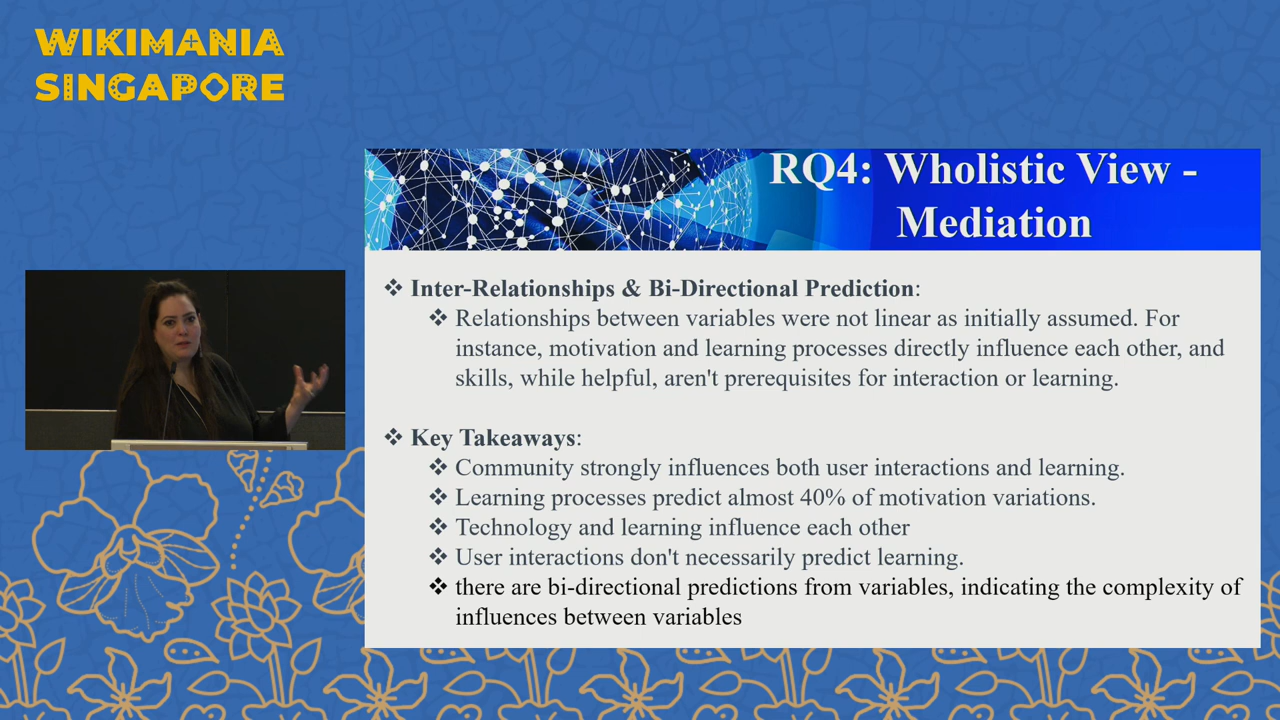 WIKIMANIA
SINGAPORE
RQ4: Wholistic View -
Mediation
❖ Inter-Relationships & Bi-Directional Prediction:
❖ Relationships between variables were not linear as initially assumed. For
instance, motivation and learning processes directly influence each other, and
skills, while helpful, aren't prerequisites for interaction or learning.
❖ Key Takeaways:
❖ Community strongly influences both user interactions and learning.
❖ Learning processes predict almost 40% of motivation variations.
❖ Technology and learning influence each other
❖ User interactions don't necessarily predict learning.
❖ there are bi-directional predictions from variables, indicating the complexity of
influences between variables